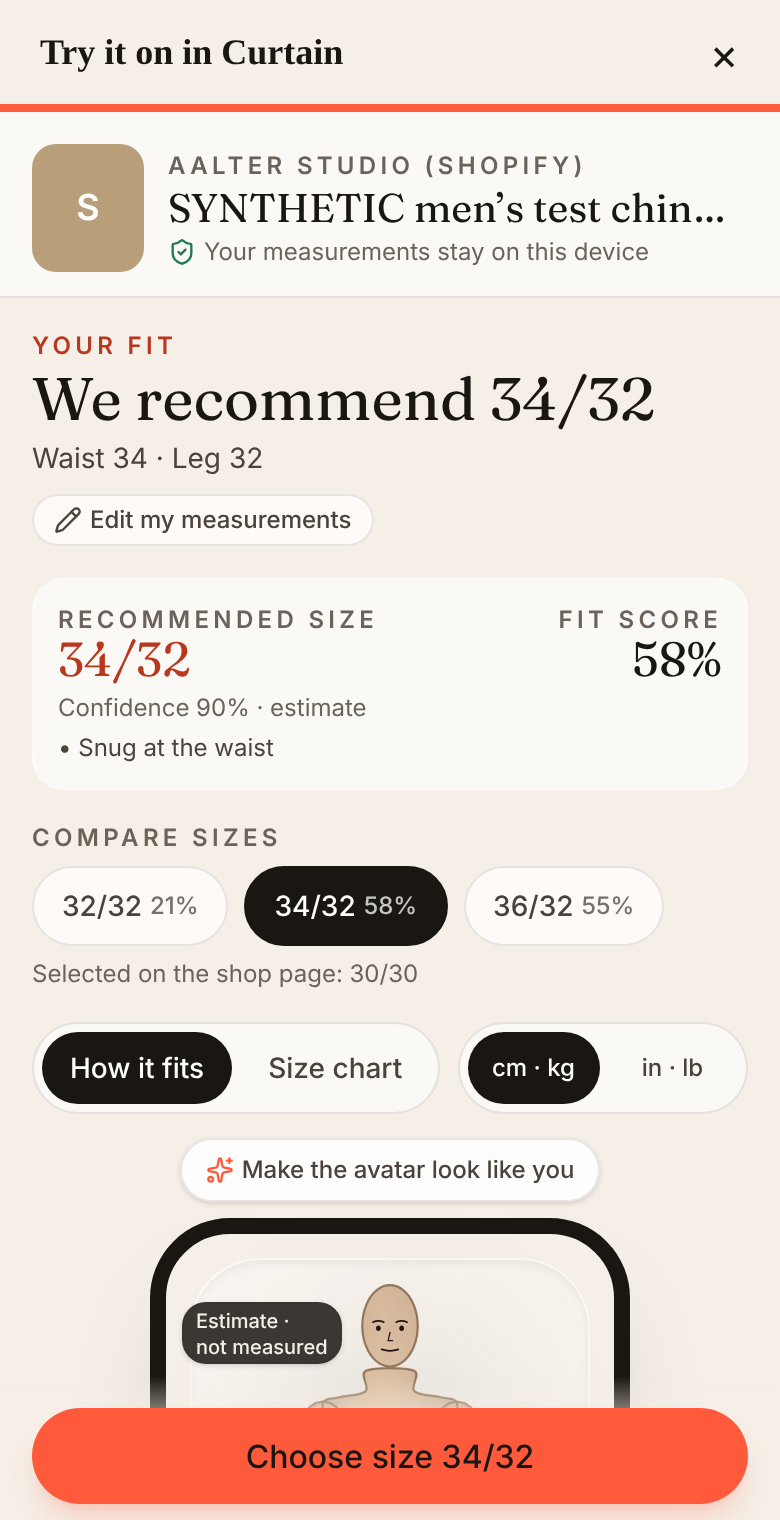 Try it on in Curtain
×
S
AALTER STUDIO (SHOPIFY)
SYNTHETIC men’s test chin…
Your measurements stay on this device
YOUR FIT
We recommend 34/32
Waist 34 · Leg 32
Edit my measurements
RECOMMENDED SIZE
34/32
Confidence 90% · estimate
• Snug at the waist
FIT SCORE
58%
COMPARE SIZES
32/32 21%
34/32 58%
36/32 55%
Selected on the shop page: 30/30
How it fits
Size chart
cm · kg
in · lb
Make the avatar look like you
Estimate ·
not measured
Choose size 34/32